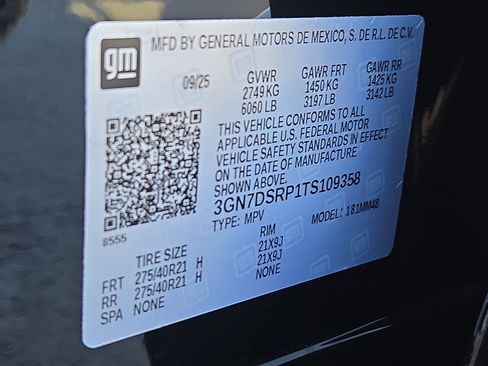 gm
MFD BY GENERAL MOTORS DE MEXICO, S. DE R.L. DE C.V.
09/25 GVWR GAWR FRT GAWR RR
2749 KG 1450 KG 1425 KG
6060 LB 3197 LB 3142 LB
THIS VEHICLE CONFORMS TO ALL
APPLICABLE U.S. FEDERAL MOTOR
VEHICLE SAFETY STANDARDS IN EFFECT
ON THE DATE OF MANUFACTURE
SHOWN ABOVE.
3GN7DSRP1TS109358
TYPE: MPV MODEL: 181MM48
8555
TIRE SIZE RIM
FRT 275/40R21 H 21X9J
RR 275/40R21 H 21X9J
SPA NONE NONE